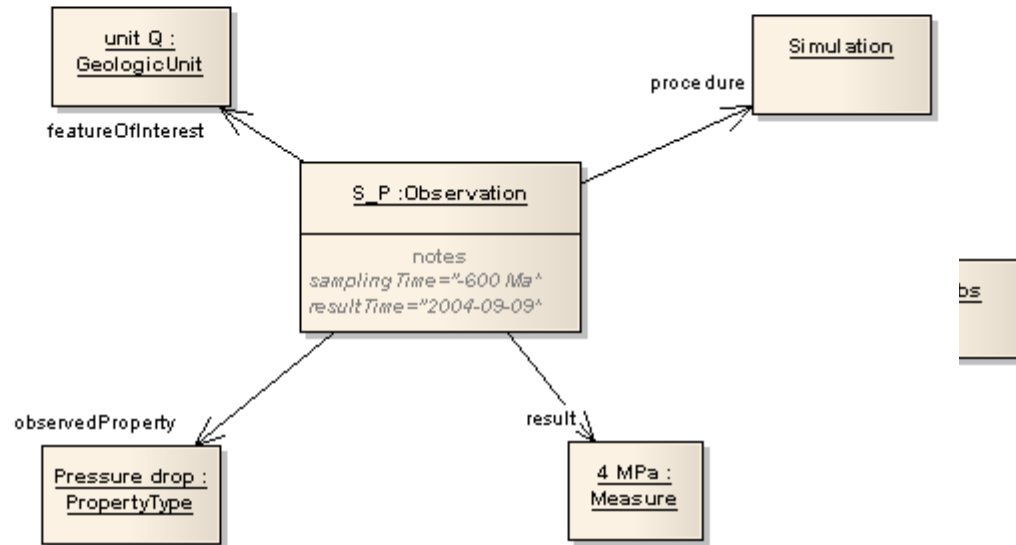 unit Q :
GeologicUnit
Simulation
procedure
featureOfInterest
S_P :Observation
notes
samplingTime="-600 Ma"
resultTime="2004-09-09"
bs
observedProperty
result
Pressure drop :
PropertyType
4 MPa :
Measure